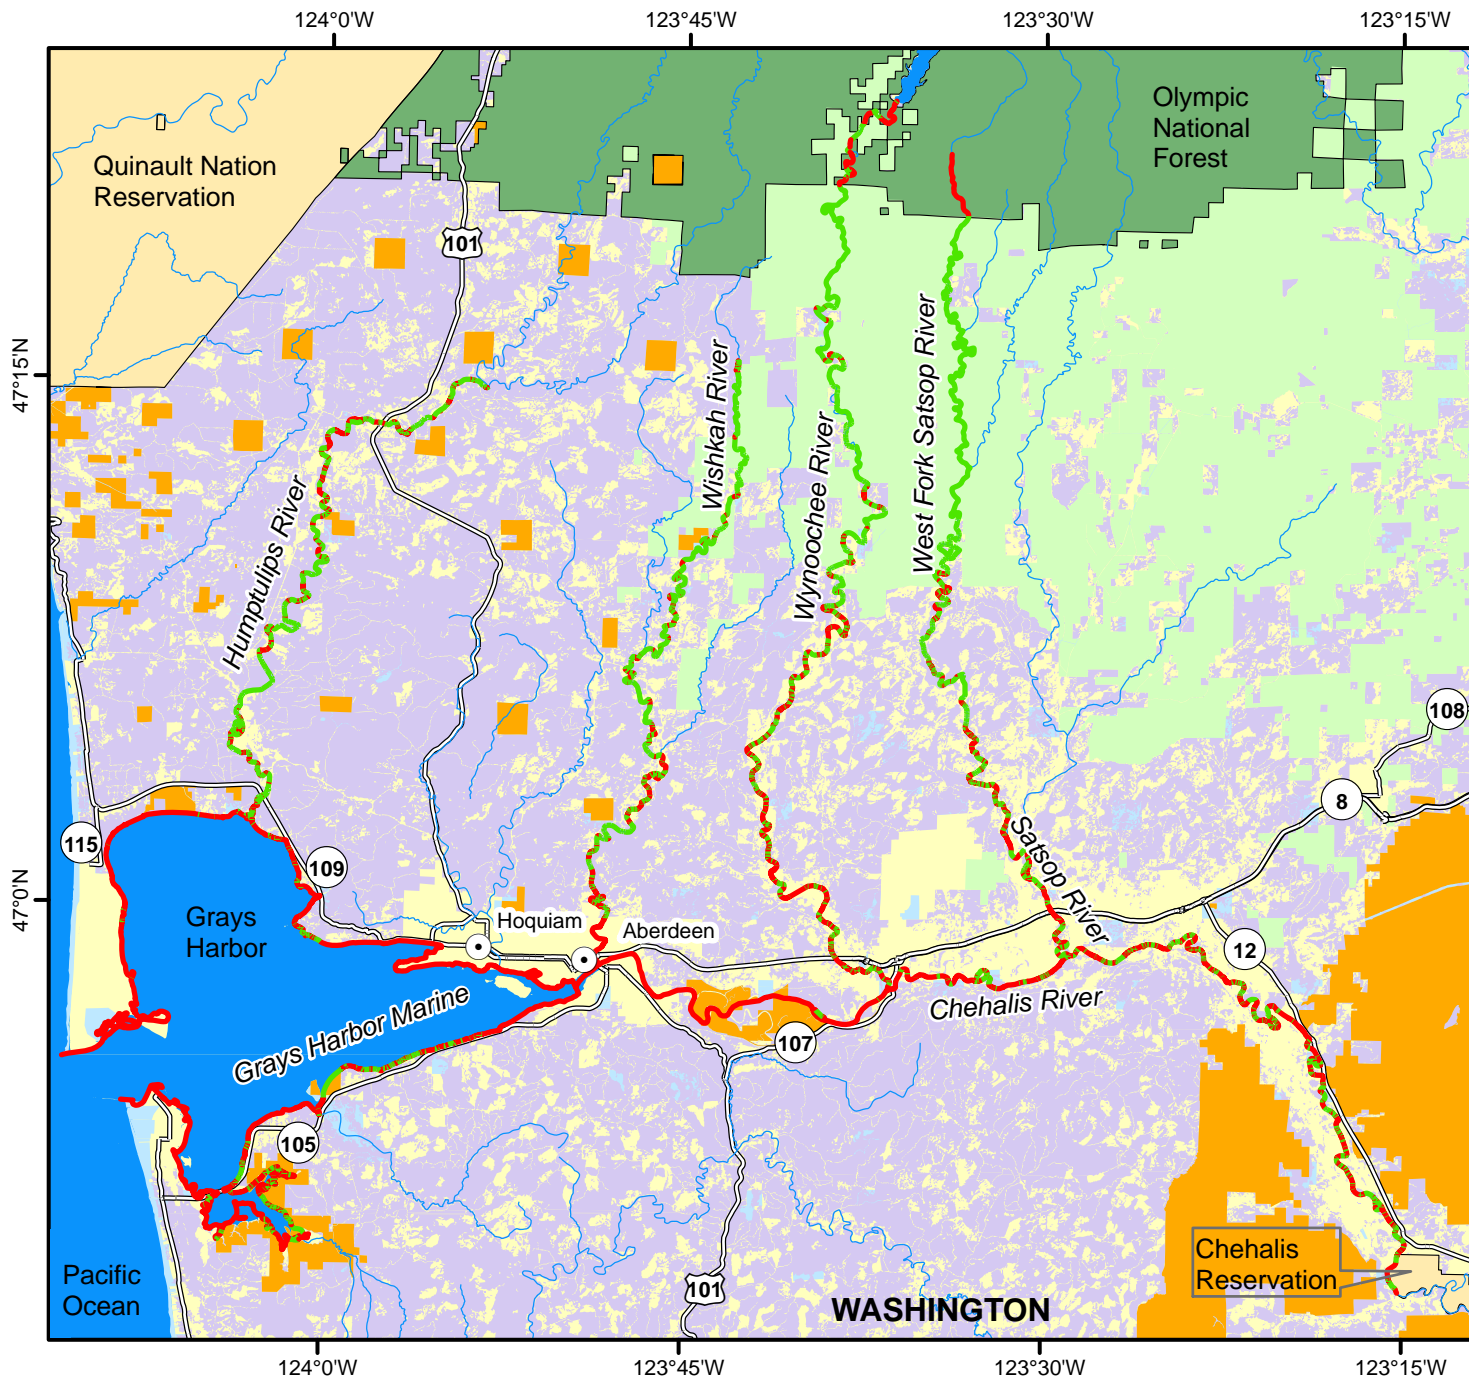 124°0'W
123°45'W
123°30'W
123°15'W
Olympic
National
Forest
Quinault Nation
Reservation
101
47°15'N
Wishkah River
West Fork Satsop River
Wynoochee River
Humptulips River
108
8
115
109
Satsop River
47°0'N
Grays
Harbor
Hoquiam
Aberdeen
12
Chehalis River
Grays Harbor Marine
107
105
Chehalis
Reservation
Pacific
Ocean
101
WASHINGTON
124°0'W
123°45'W
123°30'W
123°15'W